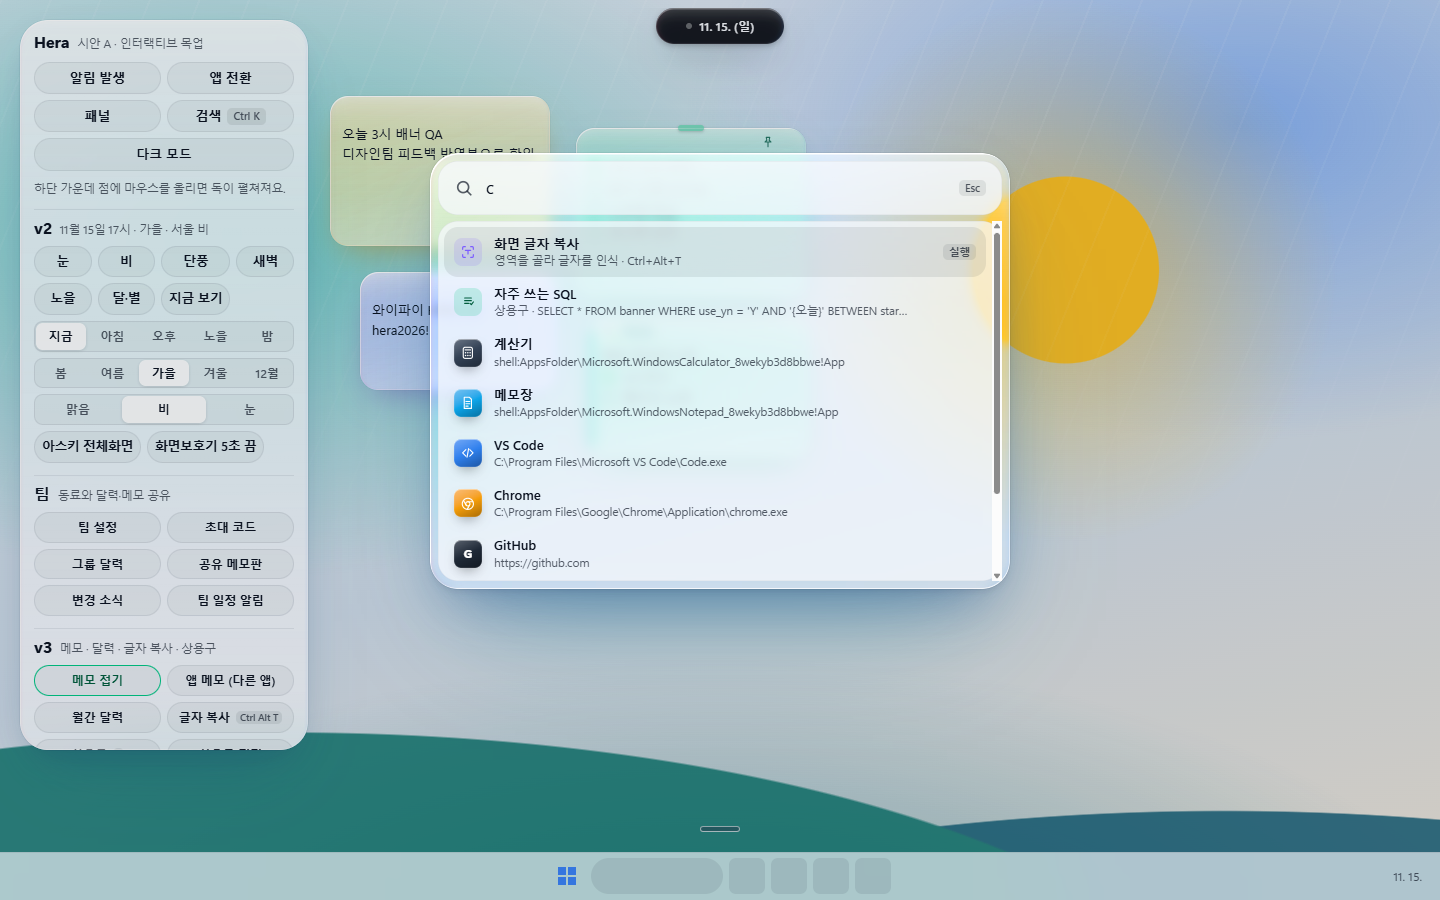 11. 15. (일)
Hera 시안 A · 인터랙티브 목업
알림 발생
앱 전환
패널
검색 Ctrl K
다크 모드
하단 가운데 점에 마우스를 올리면 독이 펼쳐져요.
v2 11월 15일 17시 · 가을 · 서울 비
눈
비
단풍
새벽
노을
달·별
지금 보기
지금
아침
오후
노을
밤
봄
여름
가을
겨울
12월
맑음
비
눈
아스키 전체화면
화면보호기 5초 끔
팀 동료와 달력·메모 공유
팀 설정
초대 코드
그룹 달력
공유 메모판
변경 소식
팀 일정 알림
v3 메모 · 달력 · 글자 복사 · 상용구
메모 접기
앱 메모 (다른 앱)
월간 달력
글자 복사 Ctrl Alt T
오늘 3시 배너 QA
디자인팀 피드백
와이파이
hera2026!
C
Esc
화면 글자 복사
영역을 골라 글자를 인식 · Ctrl+Alt+T
실행
자주 쓰는 SQL
상용구 · SELECT * FROM banner WHERE use_yn = 'Y' AND '{오늘}' BETWEEN star...
계산기
shell:AppsFolder\Microsoft.WindowsCalculator_8wekyb3d8bbwe!App
메모장
shell:AppsFolder\Microsoft.WindowsNotepad_8wekyb3d8bbwe!App
VS Code
C:\Program Files\Microsoft VS Code\Code.exe
Chrome
C:\Program Files\Google\Chrome\Application\chrome.exe
G
GitHub
https://github.com
11. 15.